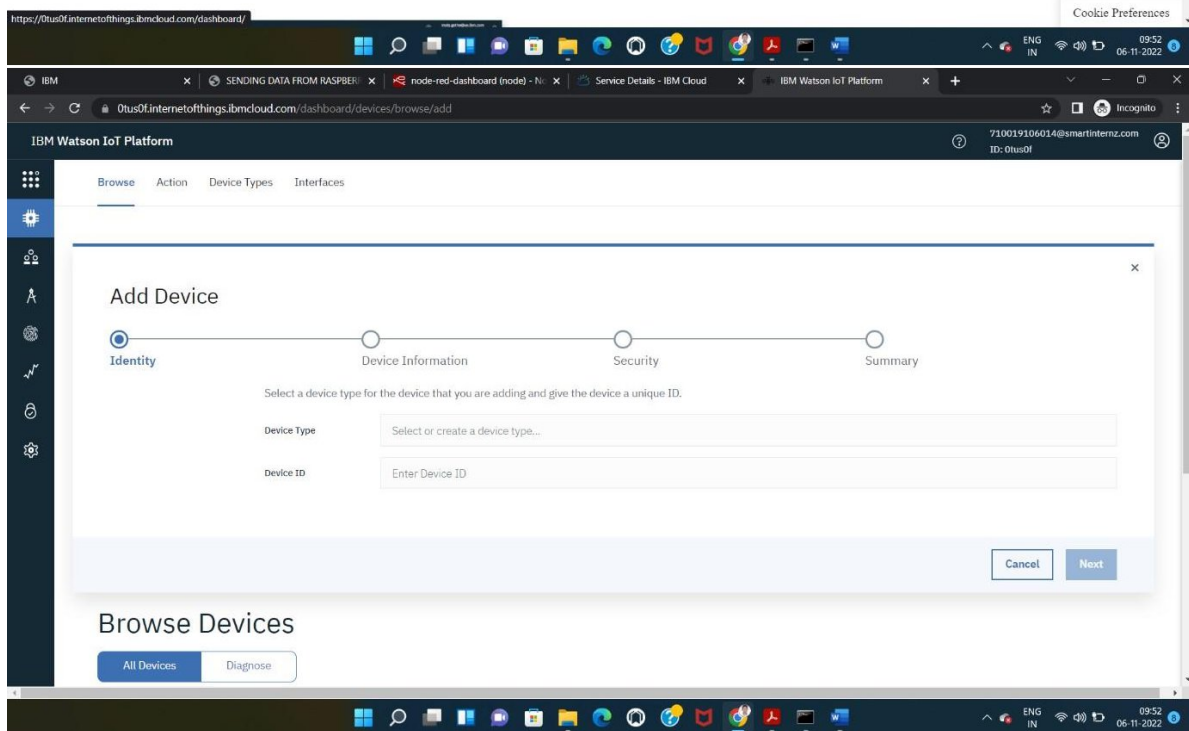 https://0tus0f.internetofthings.ibmcloud.com/dashboard/
Cookie Preferences
ENG
IN
09:52
06-11-2022
IBM
SENDING DATA FROM RASPBER
node-red-dashboard (node) - No
Service Details - IBM Cloud
IBM Watson IoT Platform
0tus0f.internetofthings.ibmcloud.com/dashboard/devices/browse/add
Incognito
IBM Watson IoT Platform
710019106014@smartinternz.com
ID: 0tus0f
Browse Action Device Types Interfaces
Add Device
Identity Device Information Security Summary
Select a device type for the device that you are adding and give the device a unique ID.
Device Type Select or create a device type...
Device ID Enter Device ID
Cancel Next
Browse Devices
All Devices Diagnose
ENG
IN
09:52
06-11-2022